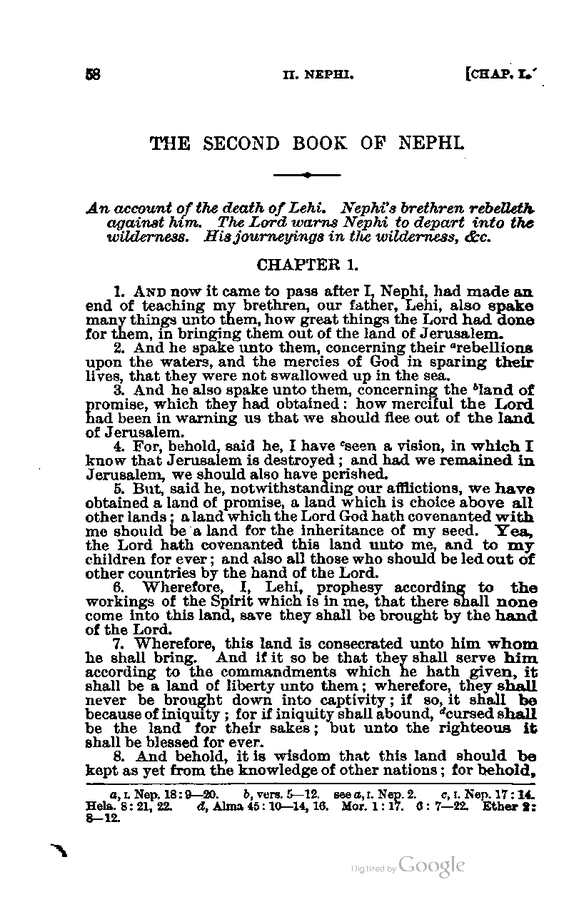 58 II. NEPHI. [CHAP. I.
THE SECOND BOOK OF NEPHI.
An account of the death of Lehi. Nephi's brethren rebelleth
against him. The Lord warns Nephi to depart into the
wilderness. His journeyings in the wilderness, &c.
CHAPTER 1.
1. AND now it came to pass after I, Nephi, had made an
end of teaching my brethren, our father, Lehi, also spake
many things unto them, how great things the Lord had done
for them, in bringing them out of the land of Jerusalem.
2. And he spake unto them, concerning their ᵃrebellions
upon the waters, and the mercies of God in sparing their
lives, that they were not swallowed up in the sea.
3. And he also spake unto them, concerning the ᵇland of
promise, which they had obtained: how merciful the Lord
had been in warning us that we should flee out of the land
of Jerusalem.
4. For, behold, said he, I have ᶜseen a vision, in which I
know that Jerusalem is destroyed; and had we remained in
Jerusalem, we should also have perished.
5. But, said he, notwithstanding our afflictions, we have
obtained a land of promise, a land which is choice above all
other lands; a land which the Lord God hath covenanted with
me should be a land for the inheritance of my seed. Yea,
the Lord hath covenanted this land unto me, and to my
children for ever; and also all those who should be led out of
other countries by the hand of the Lord.
6. Wherefore, I, Lehi, prophesy according to the
workings of the Spirit which is in me, that there shall none
come into this land, save they shall be brought by the hand
of the Lord.
7. Wherefore, this land is consecrated unto him whom
he shall bring. And if it so be that they shall serve him
according to the commandments which he hath given, it
shall be a land of liberty unto them; wherefore, they shall
never be brought down into captivity; if so, it shall be
because of iniquity; for if iniquity shall abound, ᵈcursed shall
be the land for their sakes; but unto the righteous it
shall be blessed for ever.
8. And behold, it is wisdom that this land should be
kept as yet from the knowledge of other nations; for behold,
a, I. Nep. 18:9—20. b, vers. 5—12. see a, I. Nep. 2. c, I. Nep. 17:14.
Hela. 8:21, 22. d, Alma 45:10—14, 16. Mor. 1:17. 6:7—22. Ether 2:
8—12.
Digitized by Google